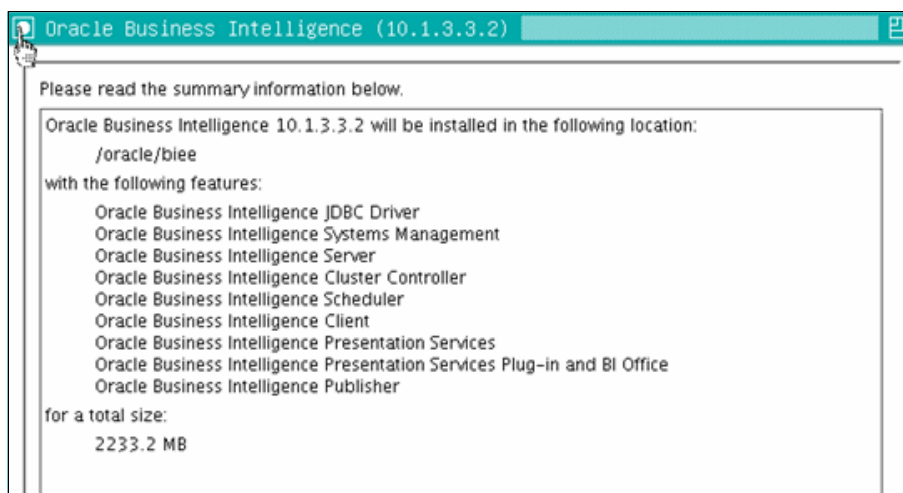 Oracle Business Intelligence (10.1.3.3.2)
Please read the summary information below.
Oracle Business Intelligence 10.1.3.3.2 will be installed in the following location:
/oracle/biee
with the following features:
Oracle Business Intelligence JDBC Driver
Oracle Business Intelligence Systems Management
Oracle Business Intelligence Server
Oracle Business Intelligence Cluster Controller
Oracle Business Intelligence Scheduler
Oracle Business Intelligence Client
Oracle Business Intelligence Presentation Services
Oracle Business Intelligence Presentation Services Plug-in and BI Office
Oracle Business Intelligence Publisher
for a total size:
2233.2 MB